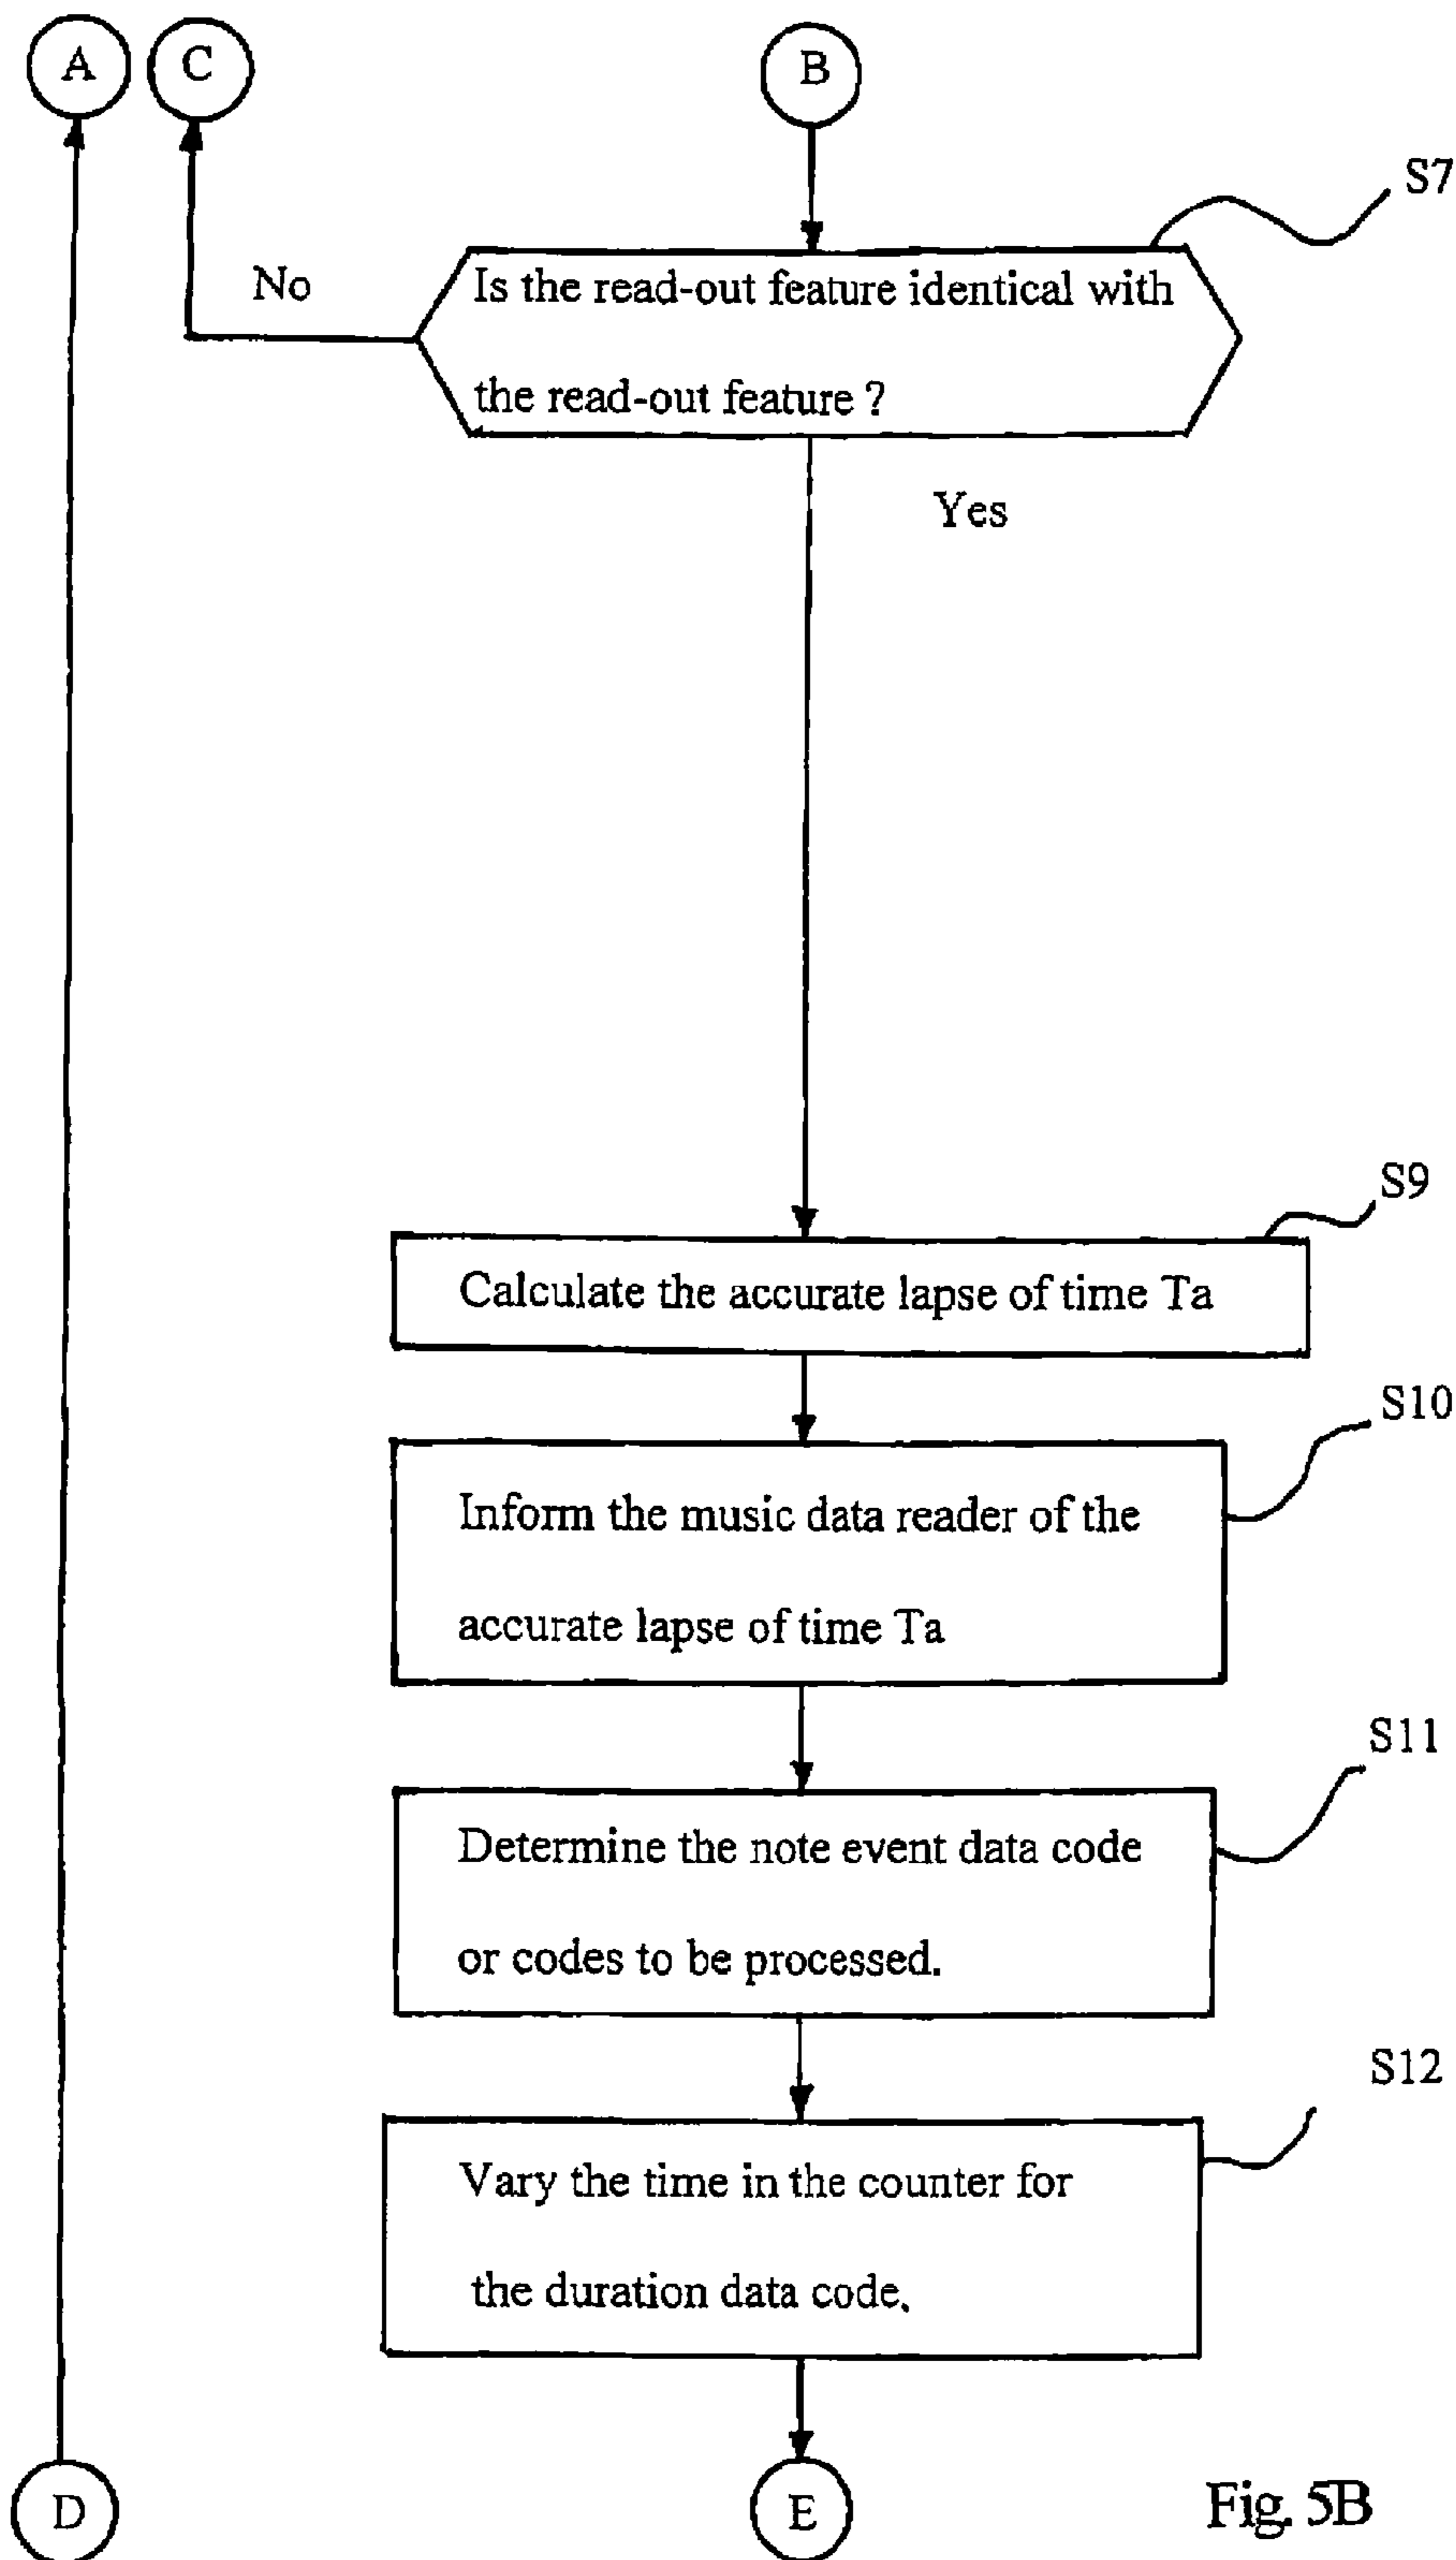 A
C
B
S7
No
Is the read-out feature identical with
the read-out feature ?
Yes
S9
Calculate the accurate lapse of time Ta
S10
Inform the music data reader of the
accurate lapse of time Ta
S11
Determine the note event data code
or codes to be processed.
S12
Vary the time in the counter for
the duration data code.
D
E
Fig. 5B